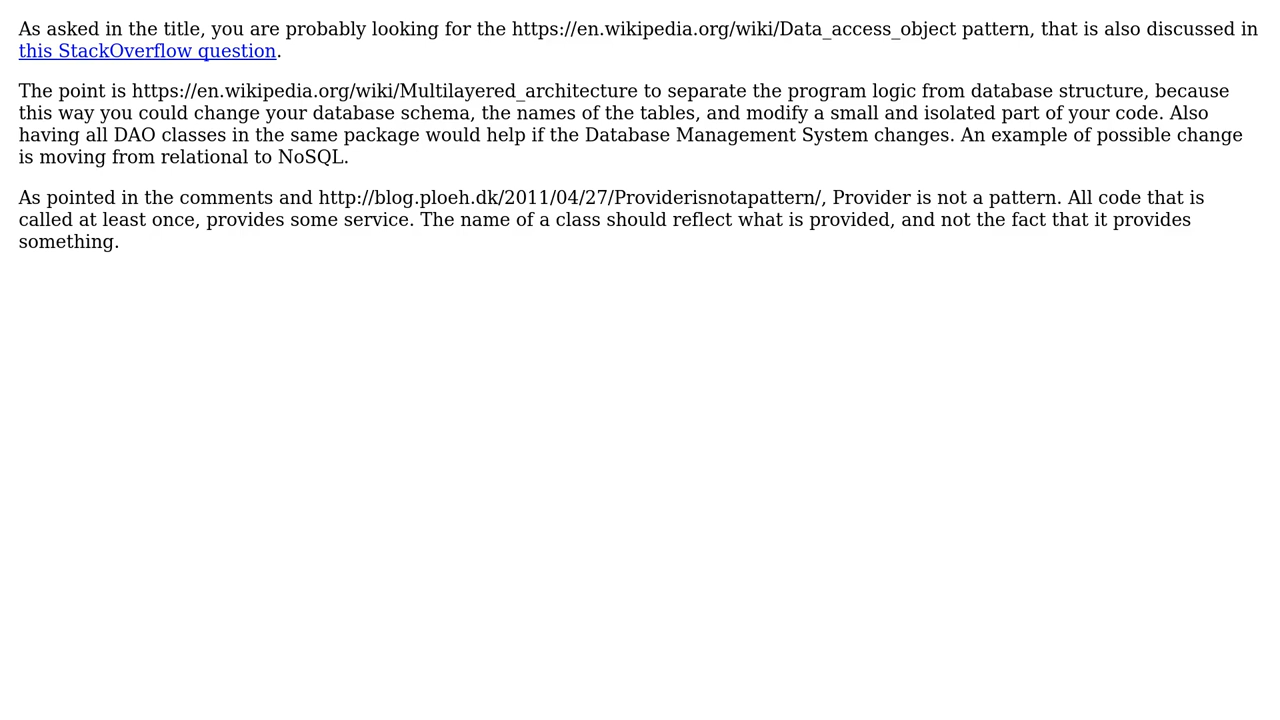 As asked in the title, you are probably looking for the https://en.wikipedia.org/wiki/Data_access_object pattern, that is also discussed in
this StackOverflow question.
The point is https://en.wikipedia.org/wiki/Multilayered_architecture to separate the program logic from database structure, because
this way you could change your database schema, the names of the tables, and modify a small and isolated part of your code. Also
having all DAO classes in the same package would help if the Database Management System changes. An example of possible change
is moving from relational to NoSQL.
As pointed in the comments and http://blog.ploeh.dk/2011/04/27/Providerisnotapattern/, Provider is not a pattern. All code that is
called at least once, provides some service. The name of a class should reflect what is provided, and not the fact that it provides
something.